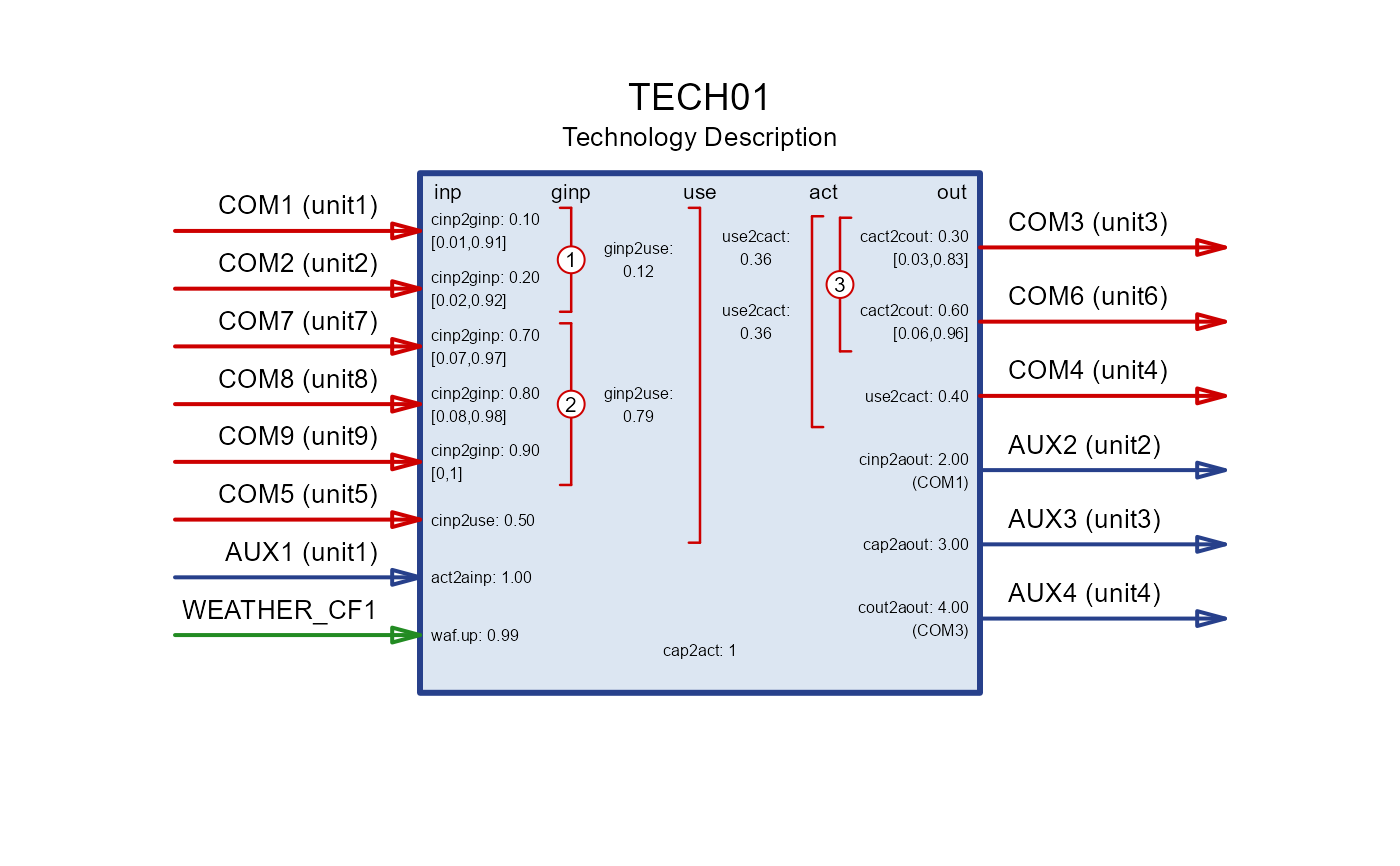 TECH01
Technology Description
inp ginp use act out
COM1 (unit1)
COM2 (unit2)
COM7 (unit7)
COM8 (unit8)
COM9 (unit9)
COM5 (unit5)
AUX1 (unit1)
WEATHER_CF1
cinp2ginp: 0.10
[0.01,0.91]
cinp2ginp: 0.20
[0.02,0.92]
cinp2ginp: 0.70
[0.07,0.97]
cinp2ginp: 0.80
[0.08,0.98]
cinp2ginp: 0.90
[0,1]
cinp2use: 0.50
act2ainp: 1.00
waf.up: 0.99
1
2
ginp2use:
0.12
ginp2use:
0.79
use2cact:
0.36
use2cact:
0.36
3
cap2act: 1
cact2cout: 0.30
[0.03,0.83]
cact2cout: 0.60
[0.06,0.96]
use2cact: 0.40
cinp2aout: 2.00
(COM1)
cap2aout: 3.00
cout2aout: 4.00
(COM3)
COM3 (unit3)
COM6 (unit6)
COM4 (unit4)
AUX2 (unit2)
AUX3 (unit3)
AUX4 (unit4)